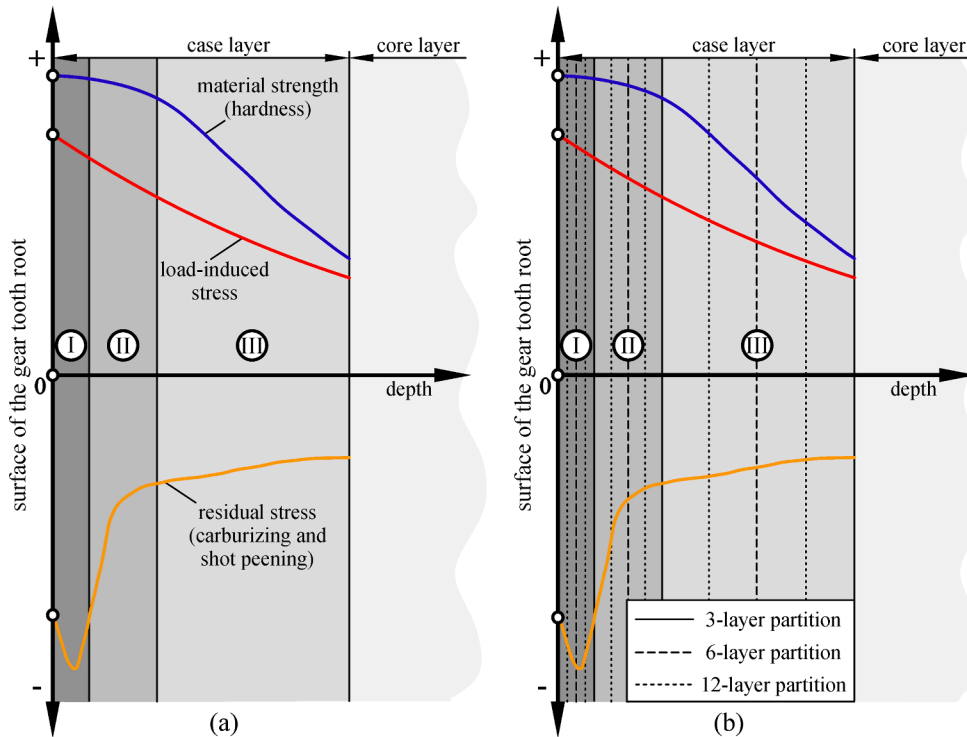 case layer
core layer
+
material strength
(hardness)
load-induced
stress
surface of the gear tooth root
I
II
III
0
depth
residual stress
(carburizing and
shot peening)
-
(a)
case layer
core layer
+
surface of the gear tooth root
I
II
III
0
depth
3-layer partition
6-layer partition
12-layer partition
-
(b)